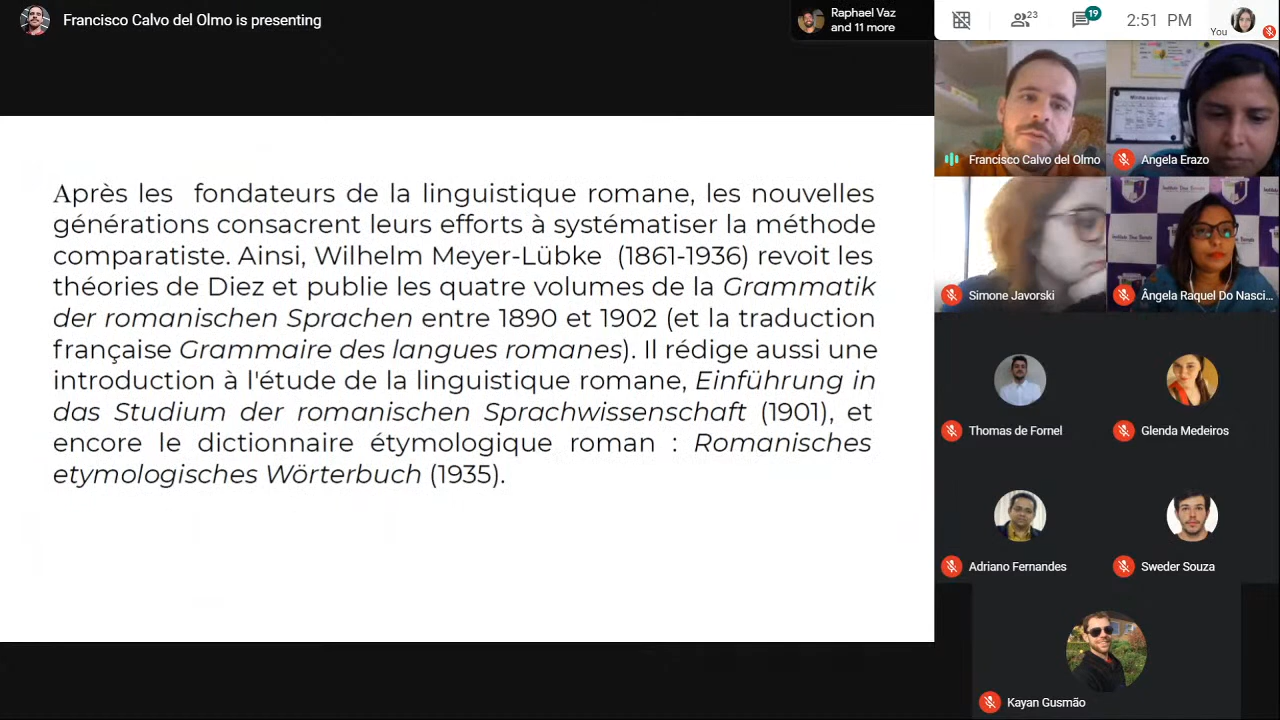 Francisco Calvo del Olmo is presenting
Raphael Vaz
and 11 more
23
19
2:51 PM
You
Après les fondateurs de la linguistique romane, les nouvelles
générations consacrent leurs efforts à systématiser la méthode
comparatiste. Ainsi, Wilhelm Meyer-Lübke (1861-1936) revoit les
théories de Diez et publie les quatre volumes de la Grammatik
der romanischen Sprachen entre 1890 et 1902 (et la traduction
française Grammaire des langues romanes). Il rédige aussi une
introduction à l'étude de la linguistique romane, Einführung in
das Studium der romanischen Sprachwissenschaft (1901), et
encore le dictionnaire étymologique roman : Romanisches
etymologisches Wörterbuch (1935).
Francisco Calvo del Olmo
Angela Erazo
Simone Javorski
Ângela Raquel Do Nasci...
Thomas de Fornel
Glenda Medeiros
Adriano Fernandes
Sweder Souza
Kayan Gusmão